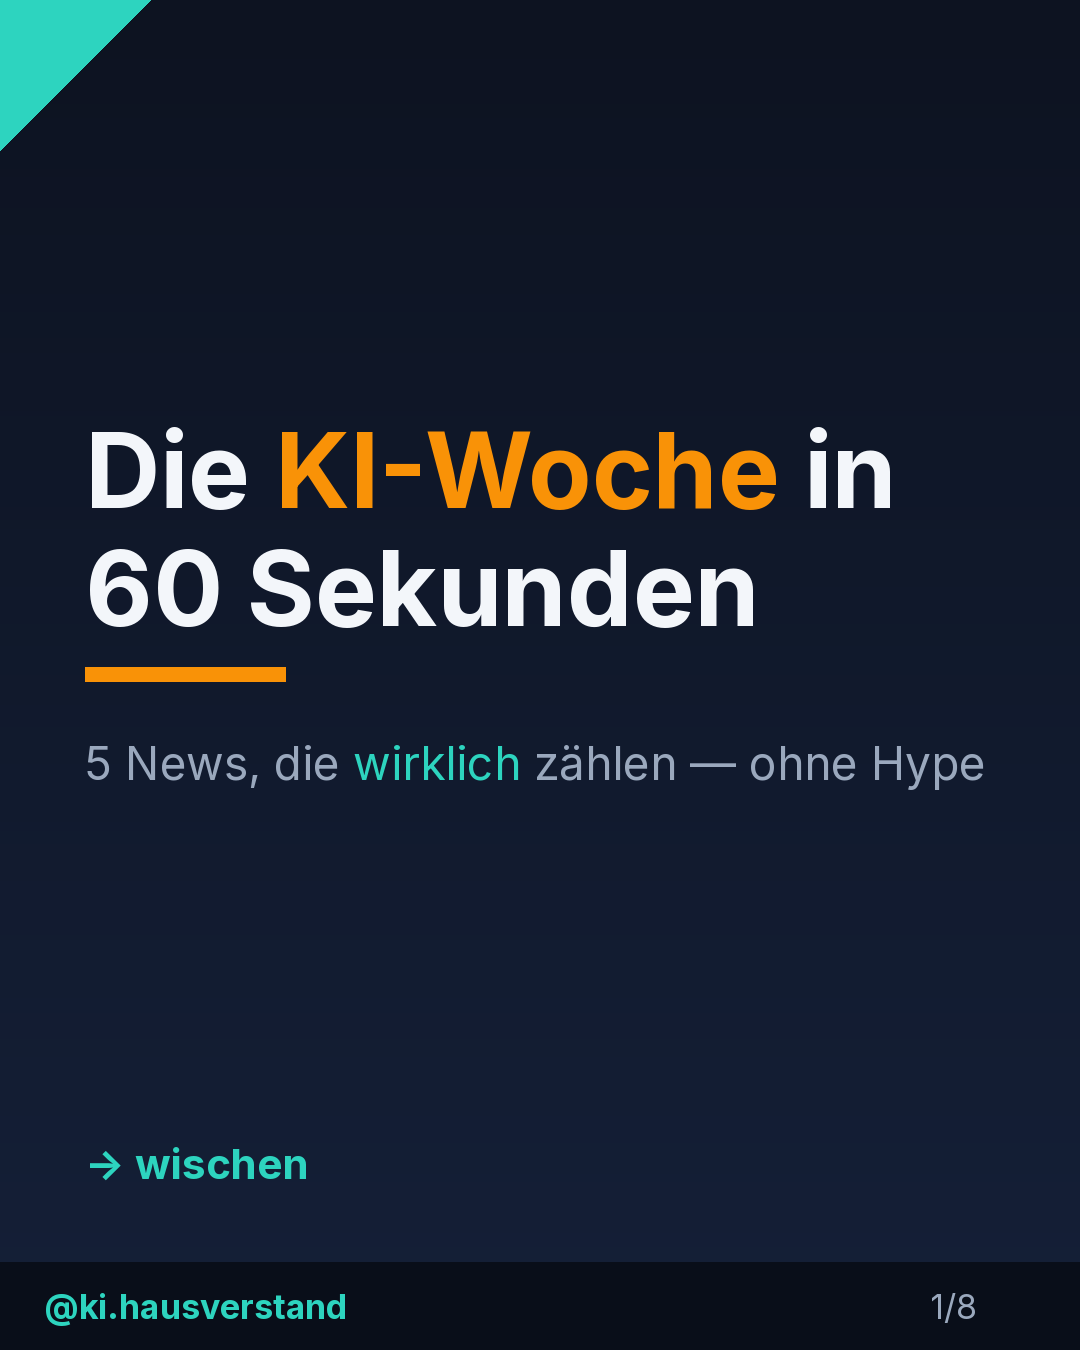 Die KI-Woche in
60 Sekunden
5 News, die wirklich zählen — ohne Hype
→ wischen
@ki.hausverstand
1/8